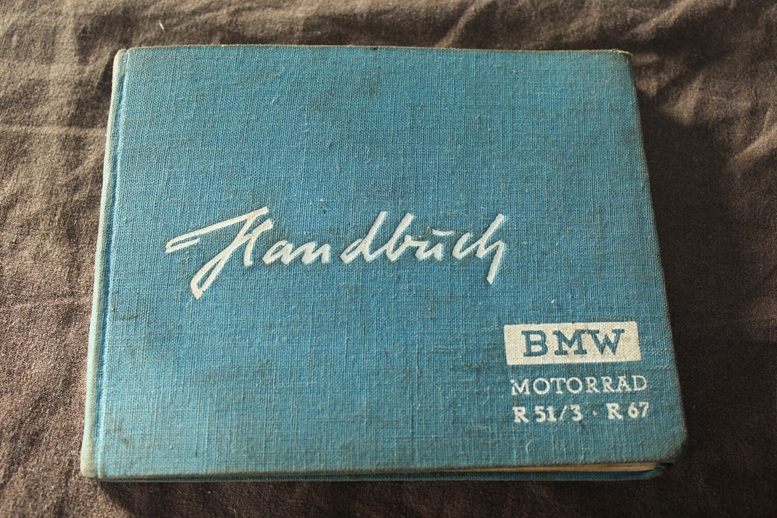 Handbuch
BMW
MOTORRAD
R 51/3 · R 67